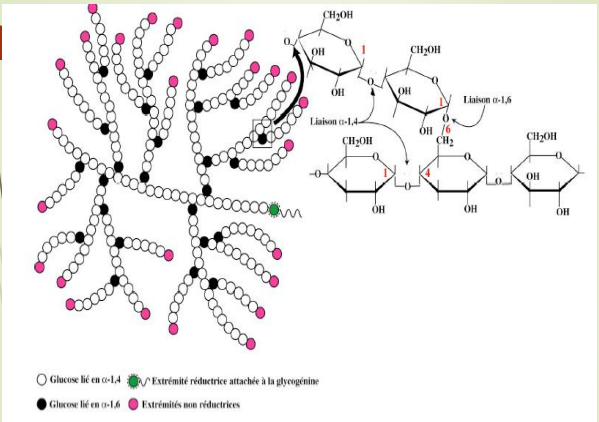 CH2OH
O
O
1
OH
CH2OH
OH
O
O
OH
1
Liaison α-1,6
OH
O
Liaison α-1,4
OH
6
CH2OH
CH2
CH2OH
O
O
O
O
1
4
O
O
OH
OH
OH
OH
Glucose lié en α-1,4
Extrémité réductrice attachée à la glycogénine
Glucose lié en α-1,6
Extrémités non réductrices